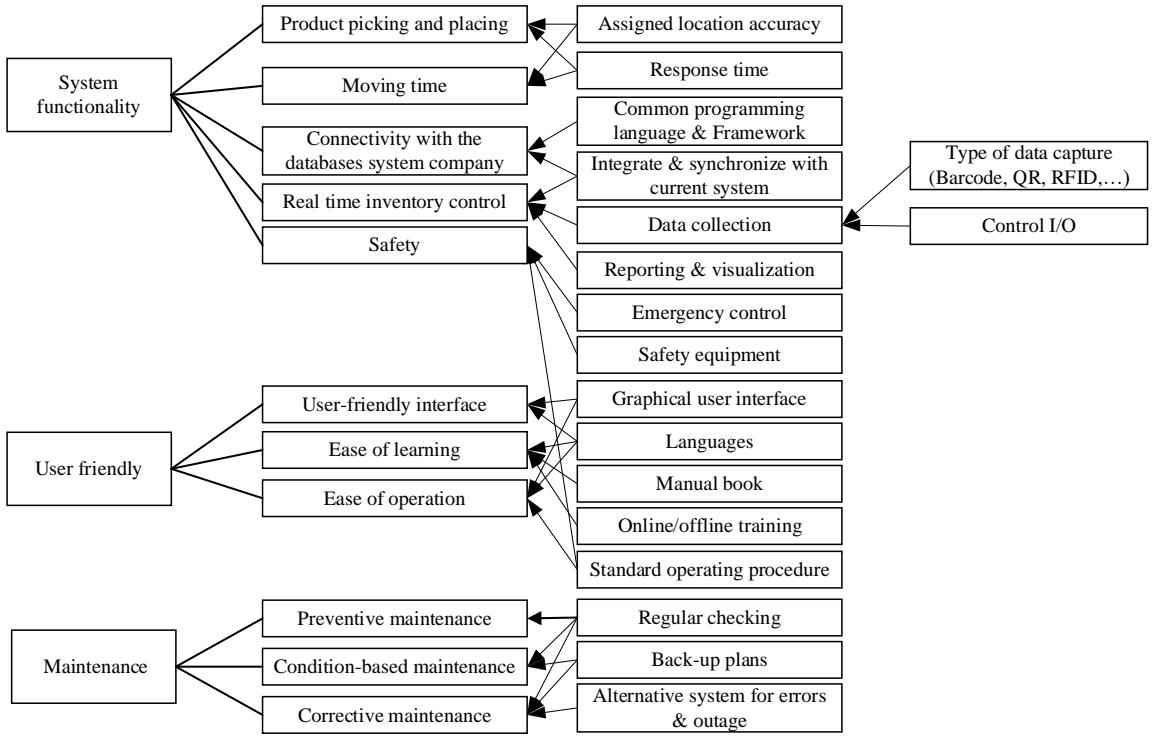 System
functionality
User friendly
Maintenance
Product picking and placing
Moving time
Connectivity with the
databases system company
Real time inventory control
Safety
User-friendly interface
Ease of learning
Ease of operation
Preventive maintenance
Condition-based maintenance
Corrective maintenance
Assigned location accuracy
Response time
Common programming
language & Framework
Integrate & synchronize with
current system
Data collection
Reporting & visualization
Emergency control
Safety equipment
Graphical user interface
Languages
Manual book
Online/offline training
Standard operating procedure
Regular checking
Back-up plans
Alternative system for errors
& outage
Type of data capture
(Barcode, QR, RFID,…)
Control I/O